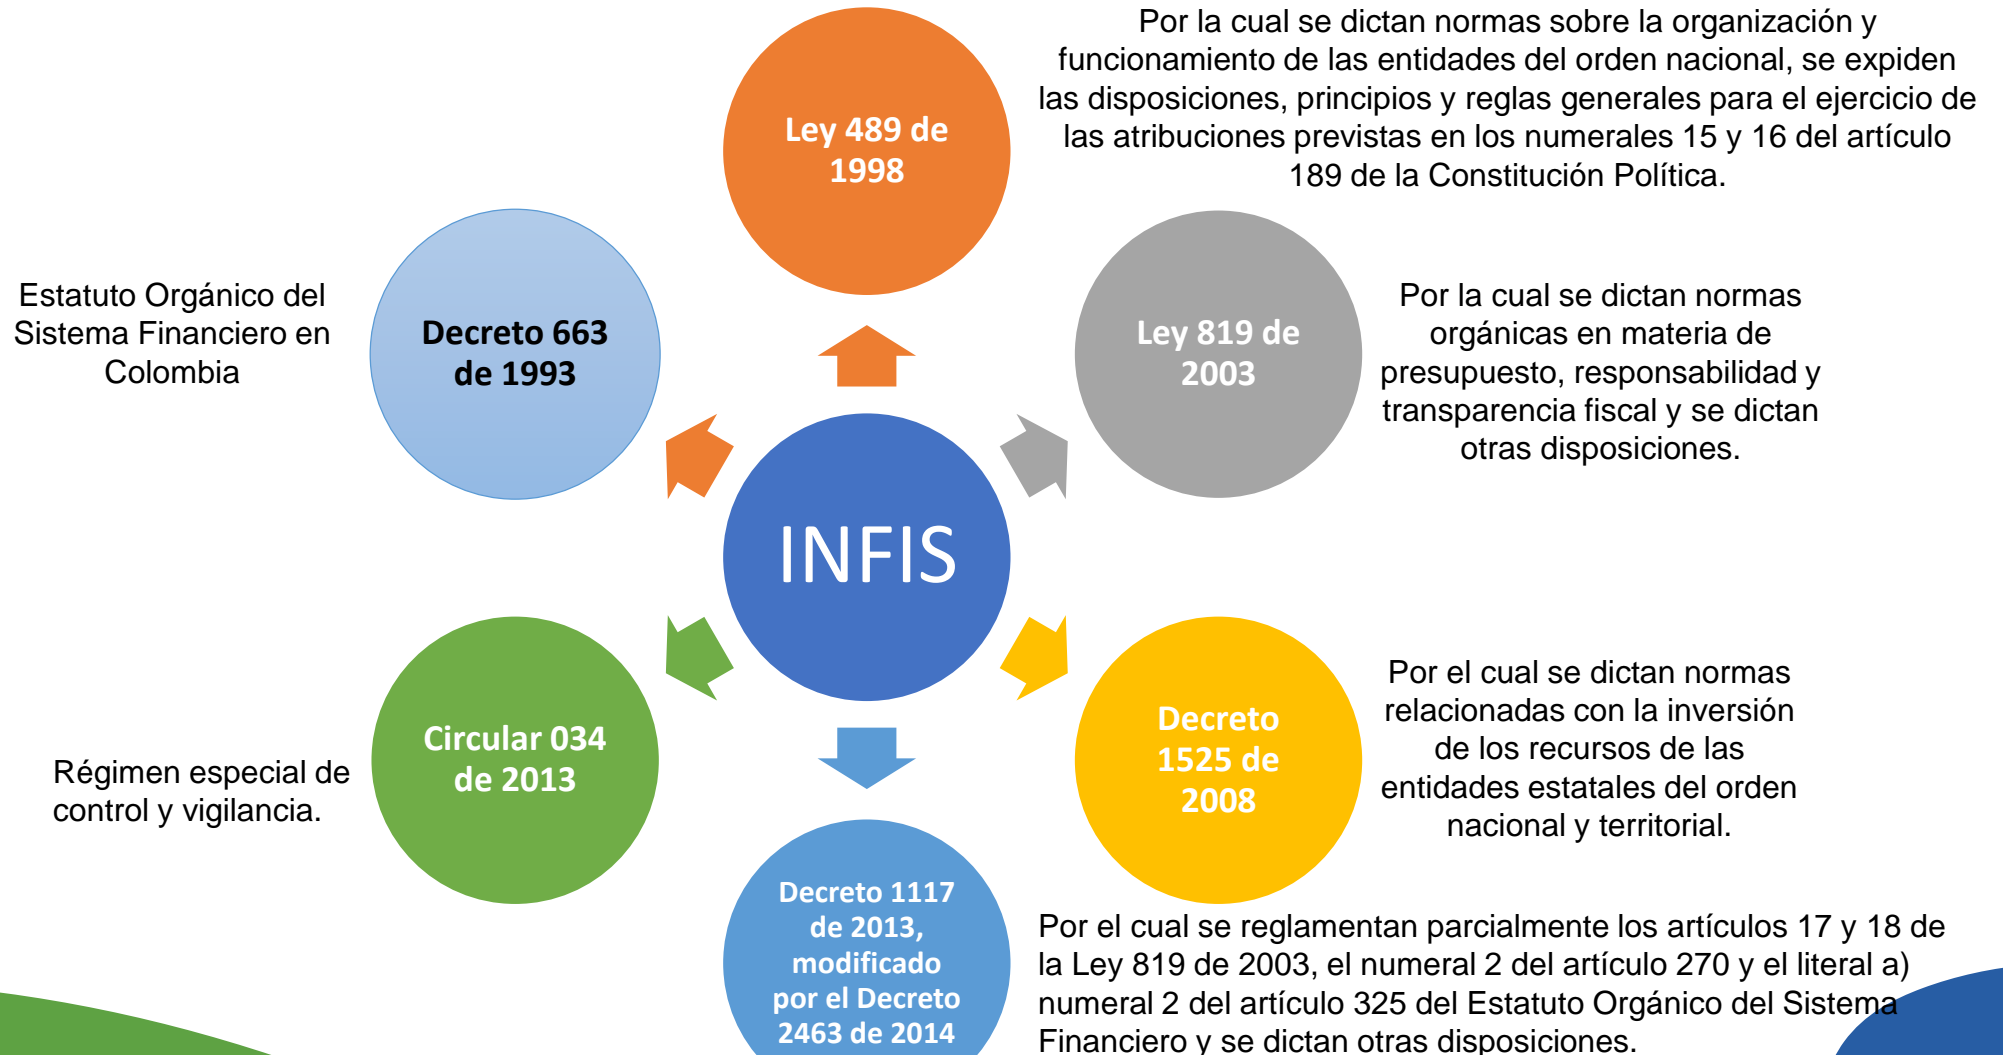 Por la cual se dictan normas sobre la organización y
funcionamiento de las entidades del orden nacional, se expiden
las disposiciones, principios y reglas generales para el ejercicio de
las atribuciones previstas en los numerales 15 y 16 del artículo
189 de la Constitución Política.
Ley 489 de
1998
Estatuto Orgánico del
Sistema Financiero en
Colombia
Decreto 663
de 1993
Ley 819 de
2003
Por la cual se dictan normas
orgánicas en materia de
presupuesto, responsabilidad y
transparencia fiscal y se dictan
otras disposiciones.
INFIS
Régimen especial de
control y vigilancia.
Circular 034
de 2013
Decreto
1525 de
2008
Por el cual se dictan normas
relacionadas con la inversión
de los recursos de las
entidades estatales del orden
nacional y territorial.
Decreto 1117
de 2013,
modificado
por el Decreto
2463 de 2014
Por el cual se reglamentan parcialmente los artículos 17 y 18 de
la Ley 819 de 2003, el numeral 2 del artículo 270 y el literal a)
numeral 2 del artículo 325 del Estatuto Orgánico del Sistema
Financiero y se dictan otras disposiciones.